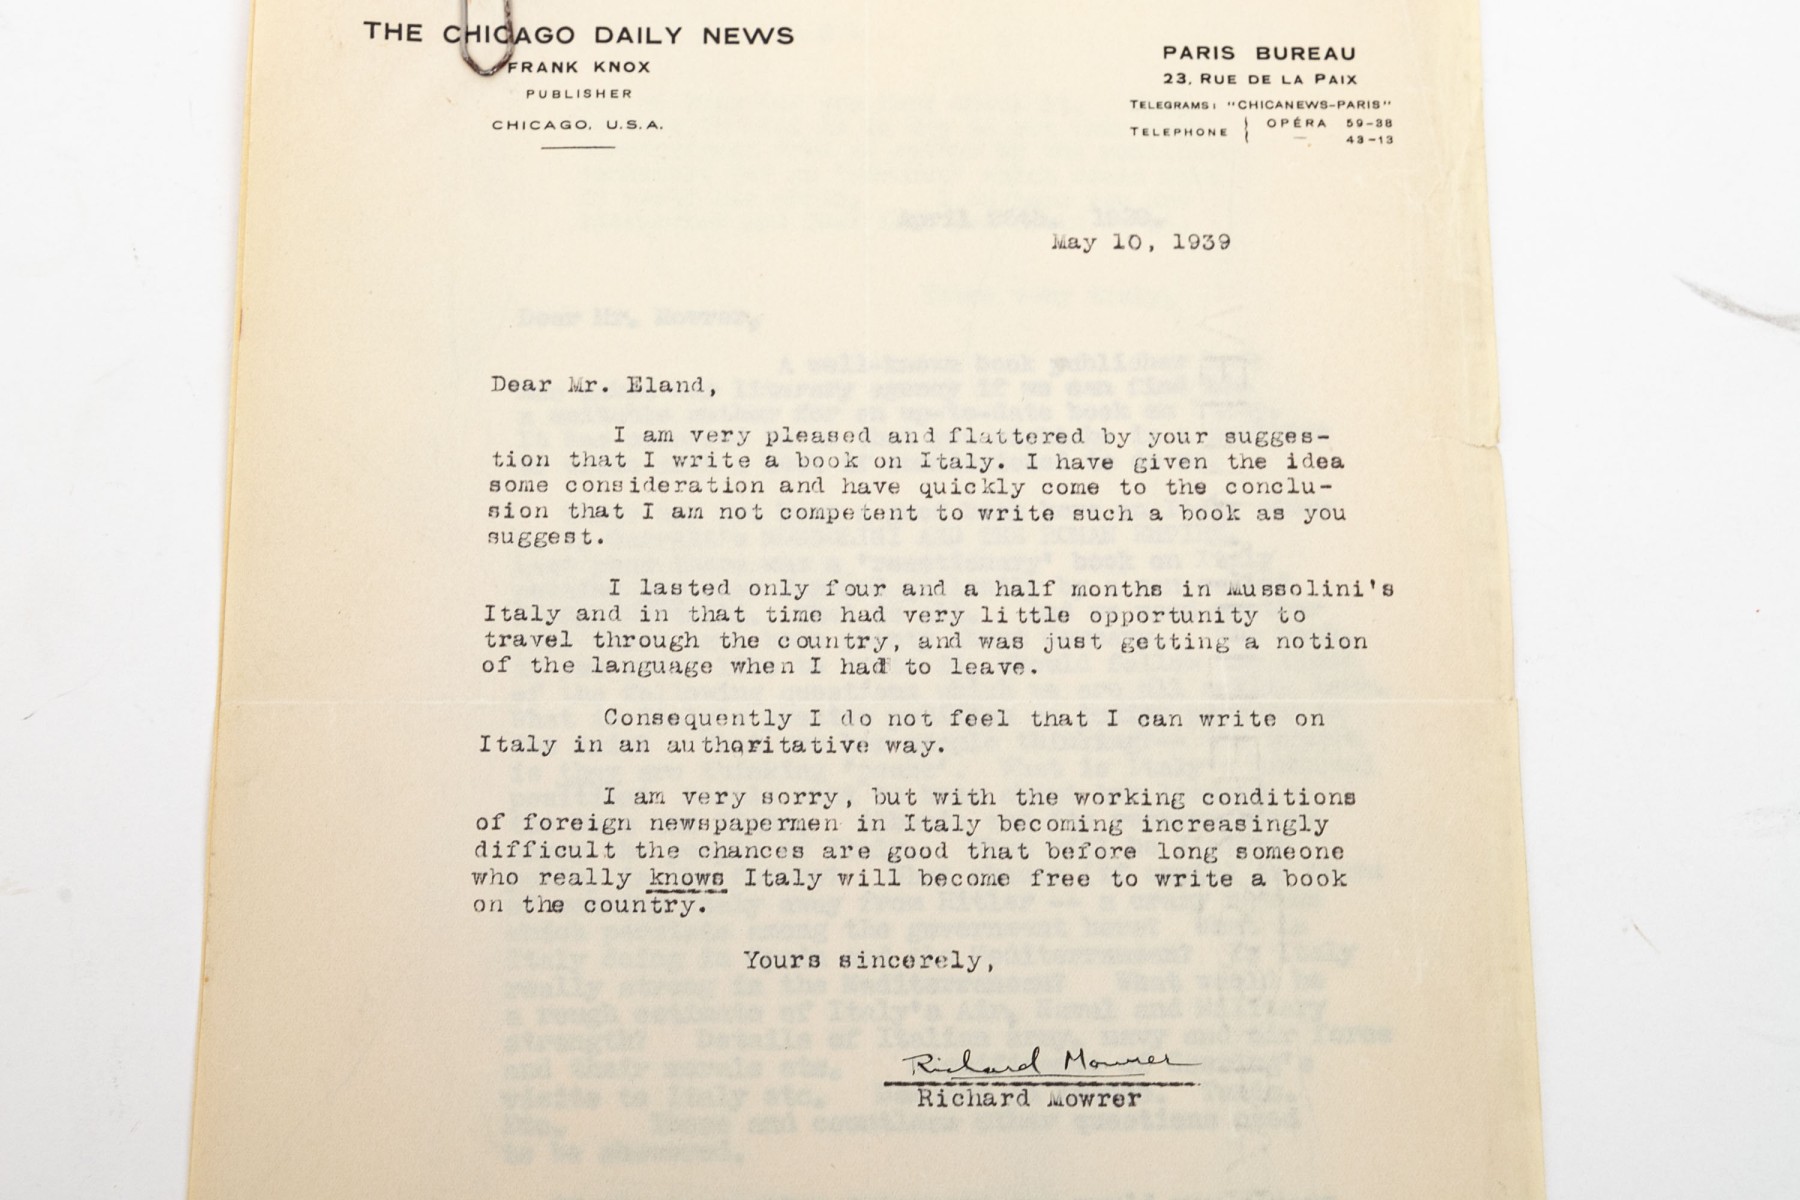 THE CHICAGO DAILY NEWS
FRANK KNOX
PUBLISHER
CHICAGO, U.S.A.
PARIS BUREAU
23, RUE DE LA PAIX
TELEGRAMS: "CHICANEWS-PARIS"
TELEPHONE { OPÉRA 59-38
— 43-13
May 10, 1939
Dear Mr. Eland,
I am very pleased and flattered by your sugges-
tion that I write a book on Italy. I have given the idea
some consideration and have quickly come to the conclu-
sion that I am not competent to write such a book as you
suggest.
I lasted only four and a half months in Mussolini's
Italy and in that time had very little opportunity to
travel through the country, and was just getting a notion
of the language when I had to leave.
Consequently I do not feel that I can write on
Italy in an authoritative way.
I am very sorry, but with the working conditions
of foreign newspapermen in Italy becoming increasingly
difficult the chances are good that before long someone
who really knows Italy will become free to write a book
on the country.
Yours sincerely,
Richard Mowrer
Richard Mowrer